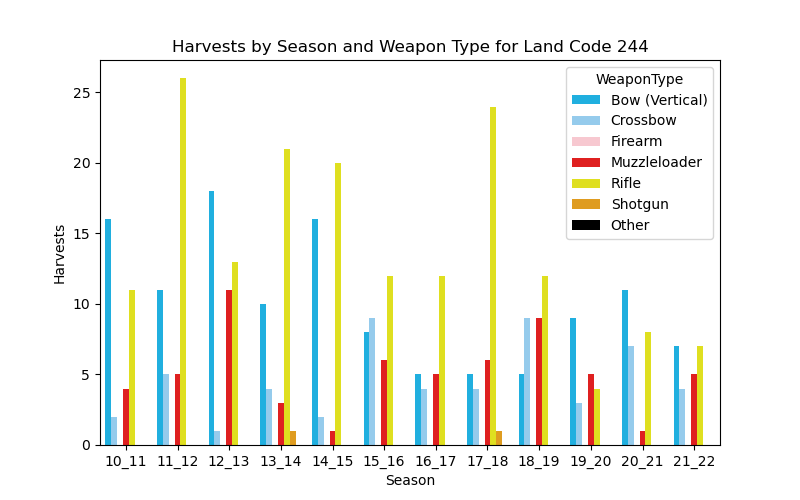 Harvests by Season and Weapon Type for Land Code 244
WeaponType
Bow (Vertical)
Crossbow
Firearm
Muzzleloader
Rifle
Shotgun
Other
Harvests
25
20
15
10
5
0
10_11 11_12 12_13 13_14 14_15 15_16 16_17 17_18 18_19 19_20 20_21 21_22
Season